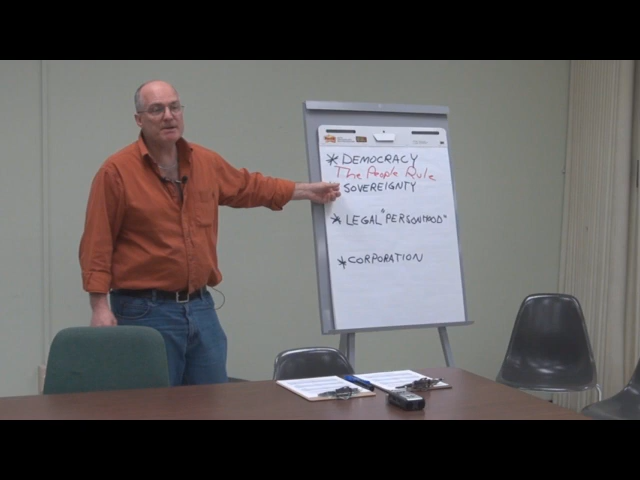 * DEMOCRACY
The People Rule
* SOVEREIGNTY
* LEGAL "PERSONHOOD"
* CORPORATION